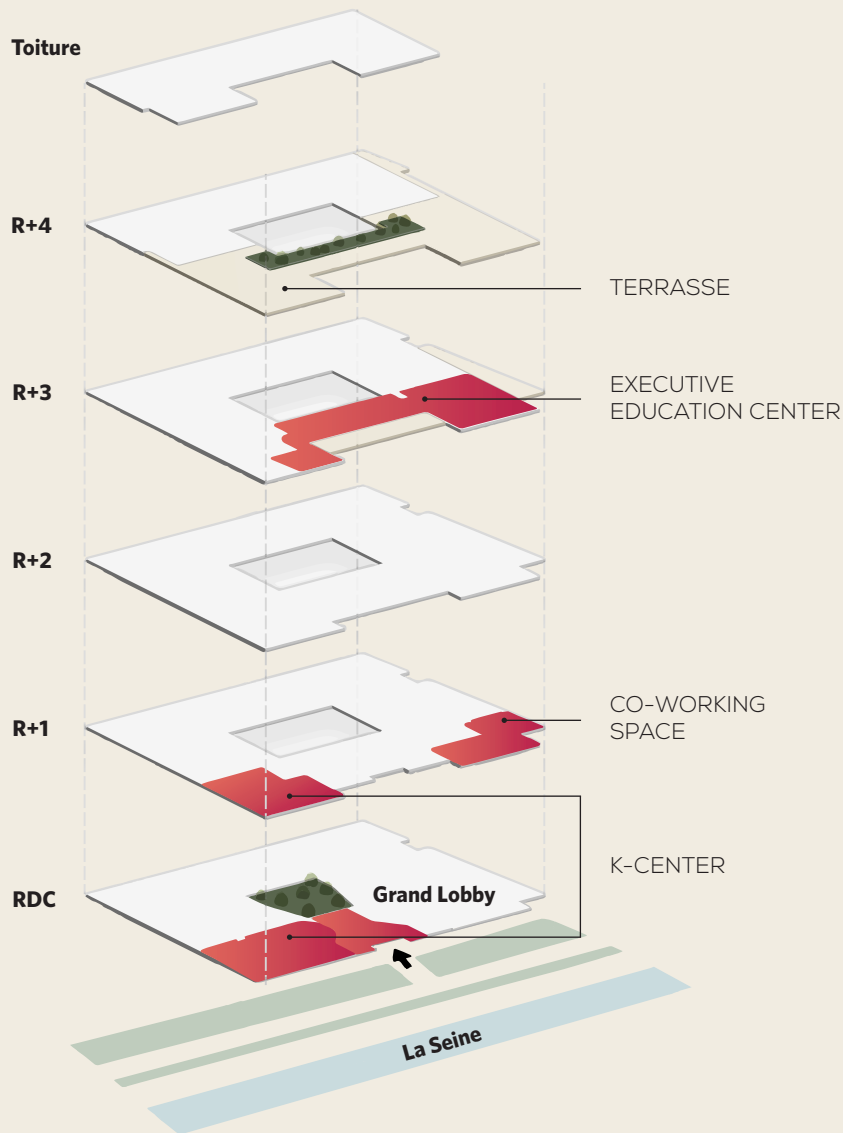 Toiture
R+4
TERRASSE
R+3
EXECUTIVE
EDUCATION CENTER
R+2
R+1
CO-WORKING
SPACE
K-CENTER
RDC
Grand Lobby
La Seine